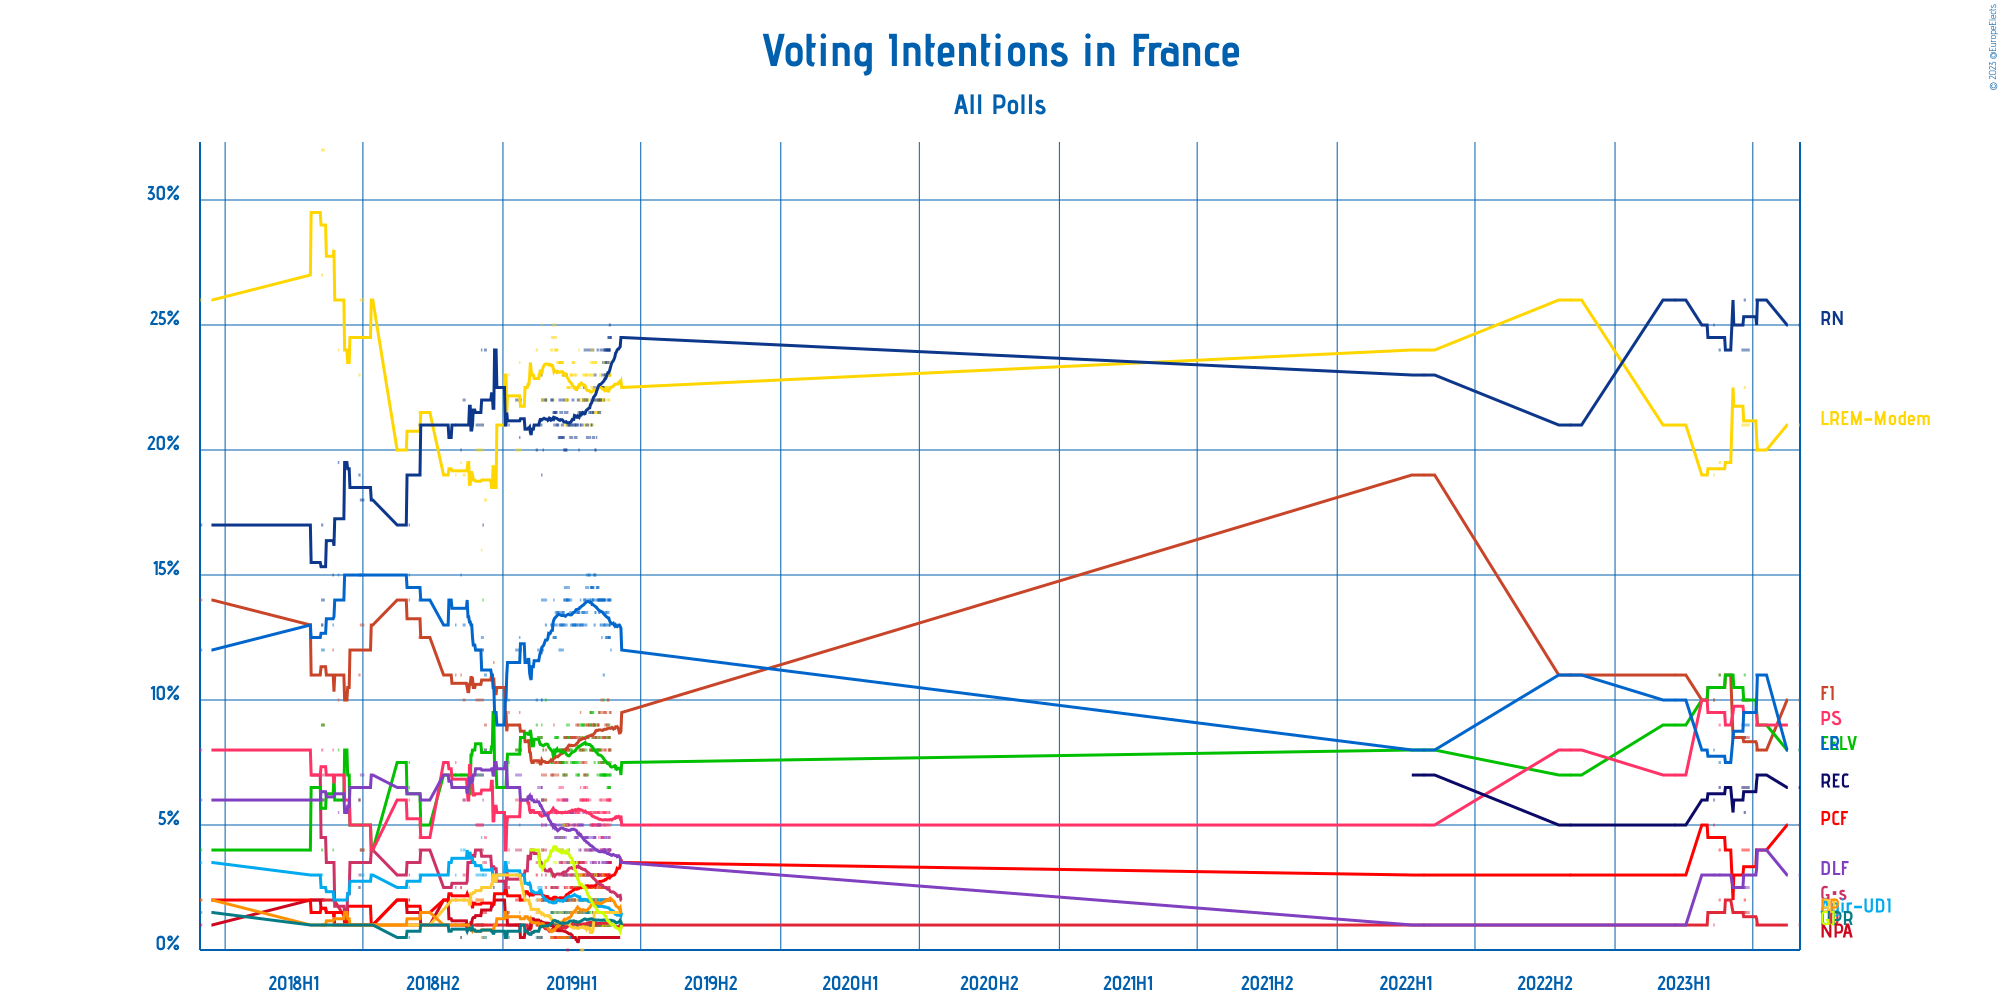 Voting Intentions in France
All Polls
© 2023 @EuropeElects
30%
25%
20%
15%
10%
5%
0%
RN
LREM-Modem
FI
PS
REC
PCF
DLF
G·s
NPA
2018H1
2018H2
2019H1
2019H2
2020H1
2020H2
2021H1
2021H2
2022H1
2022H2
2023H1